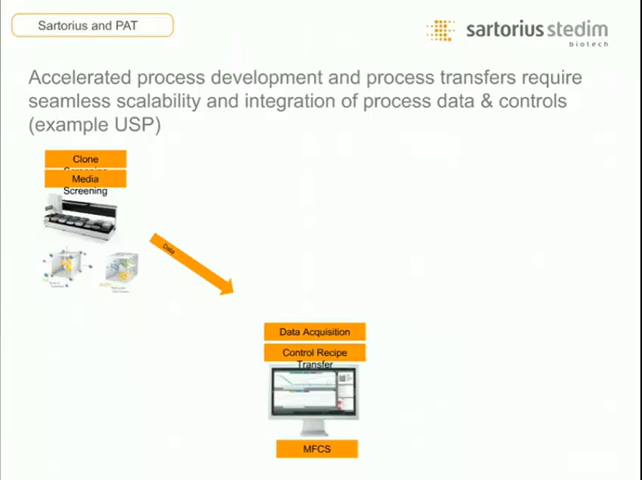 Sartorius and PAT
sartorius stedim
biotech
Accelerated process development and process transfers require
seamless scalability and integration of process data & controls
(example USP)
Clone
Media
Screening
Data
Data Acquisition
Control Recipe
Transfer
MFCS